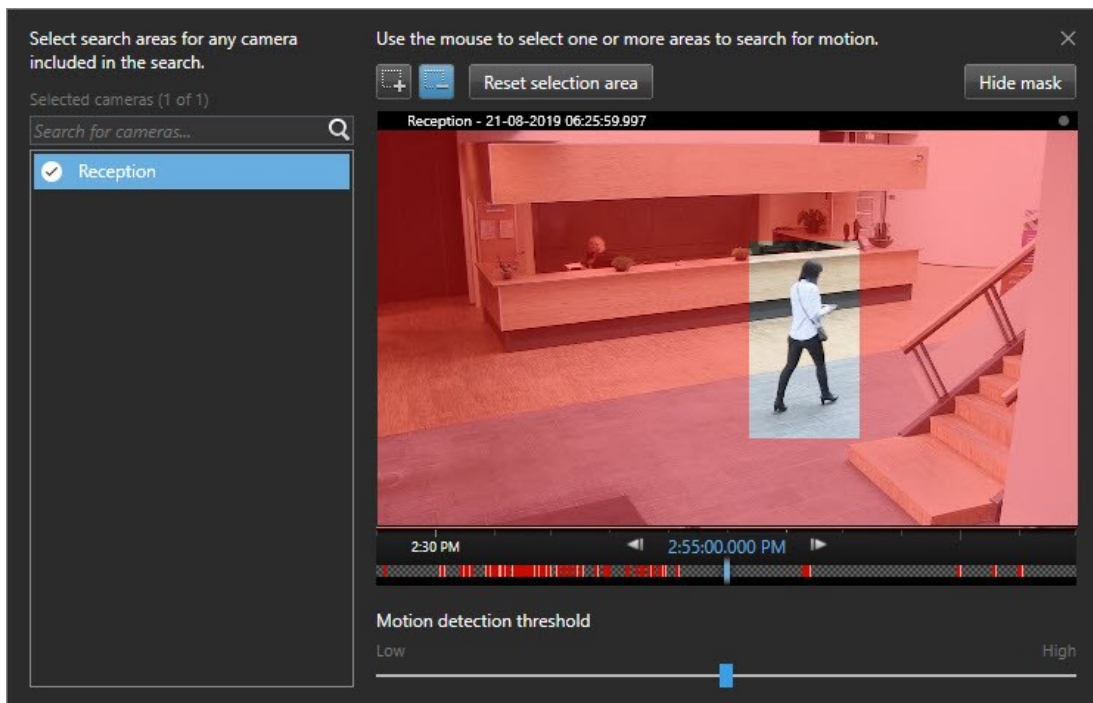 Select search areas for any camera
included in the search.
Selected cameras (1 of 1)
Search for cameras...
Reception
Use the mouse to select one or more areas to search for motion.
Reset selection area
Hide mask
Reception - 21-08-2019 06:25:59.997
2:30 PM
2:55:00.000 PM
Motion detection threshold
Low
High